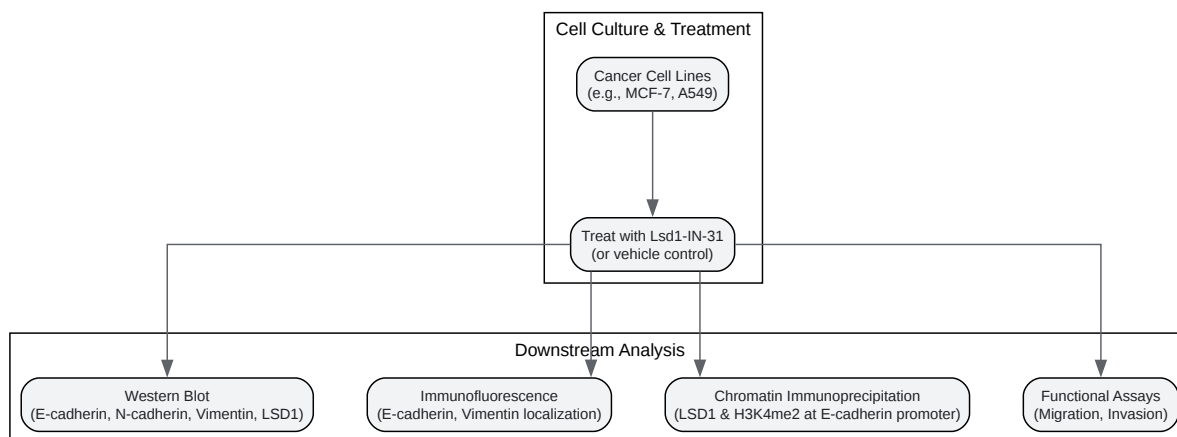 Cell Culture & Treatment
Cancer Cell Lines
(e.g., MCF-7, A549)
Treat with Lsd1-IN-31
(or vehicle control)
Downstream Analysis
Western Blot
(E-cadherin, N-cadherin, Vimentin, LSD1)
Immunofluorescence
(E-cadherin, Vimentin localization)
Chromatin Immunoprecipitation
(LSD1 & H3K4me2 at E-cadherin promoter)
Functional Assays
(Migration, Invasion)